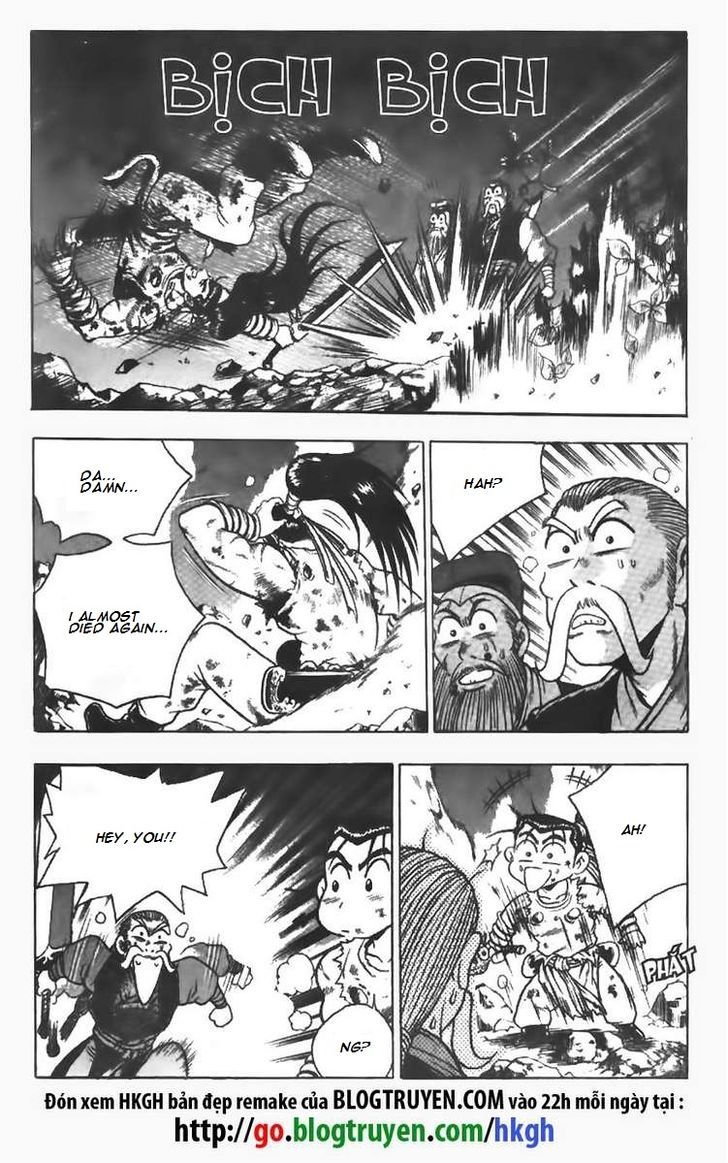 BỊCH BỊCH
DA...
DAMN...
I ALMOST
DIED AGAIN...
HAH?
HEY, YOU!!
NG?
AH!
PHÁT
Đón xem HKGH bản đẹp remake của BLOGTRUYEN.COM vào 22h mỗi ngày tại :
http://go.blogtruyen.com/hkgh